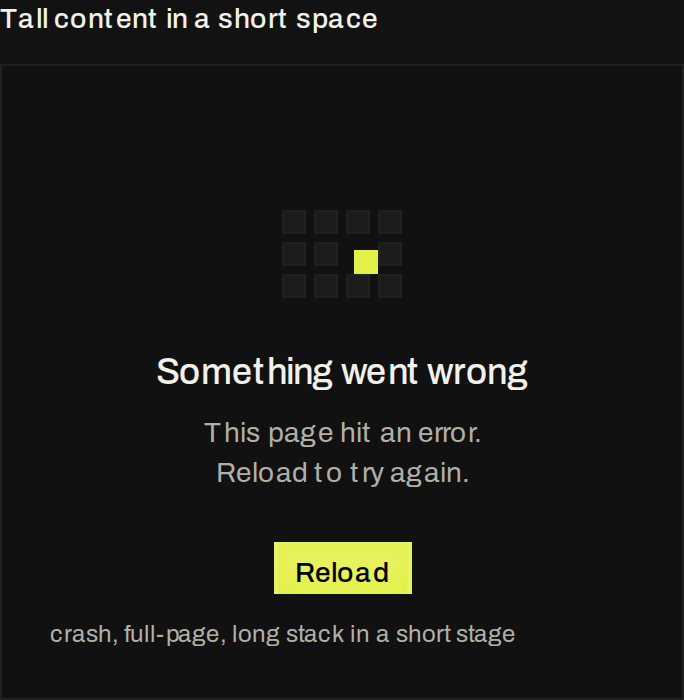 Tall content in a short space
Something went wrong
This page hit an error.
Reload to try again.
Reload
crash, full-page, long stack in a short stage